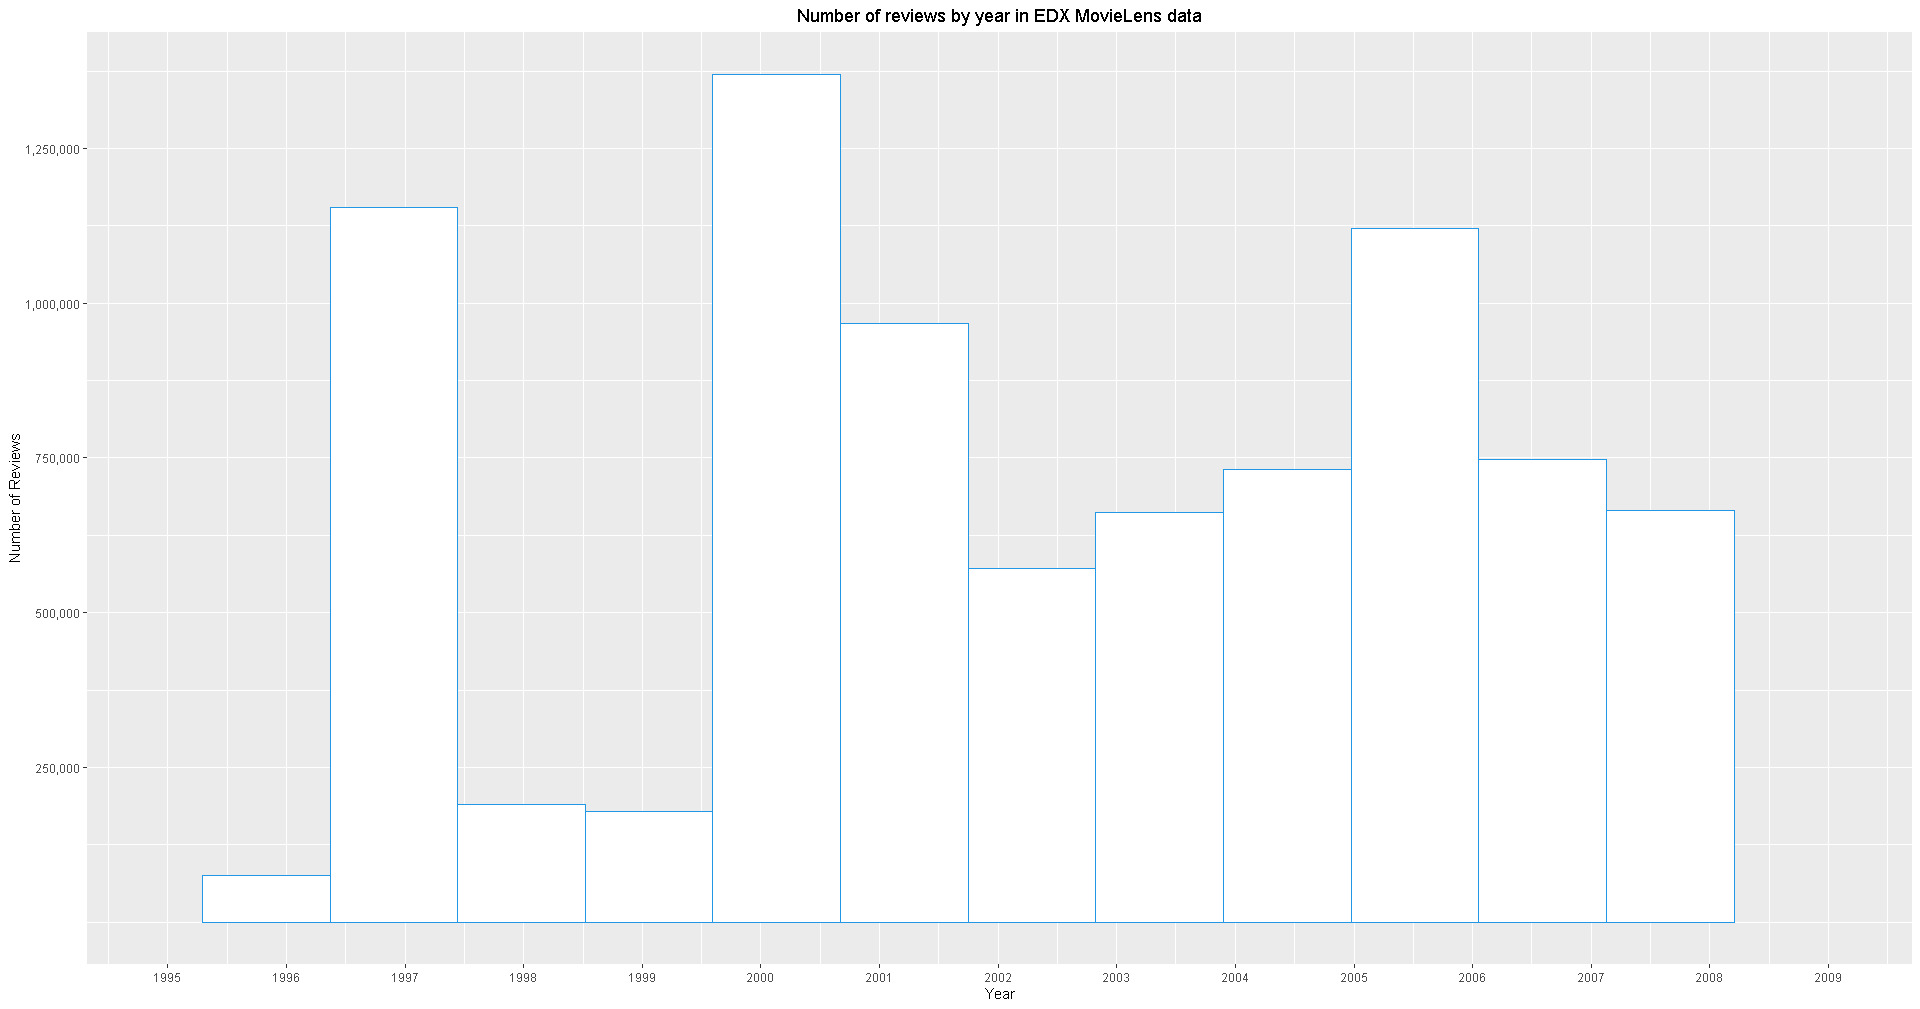 Number of reviews by year in EDX MovieLens data
1,250,000
1,000,000
750,000
500,000
250,000
Number of Reviews
1995 1996 1997 1998 1999 2000 2001 2002 2003 2004 2005 2006 2007 2008 2009
Year